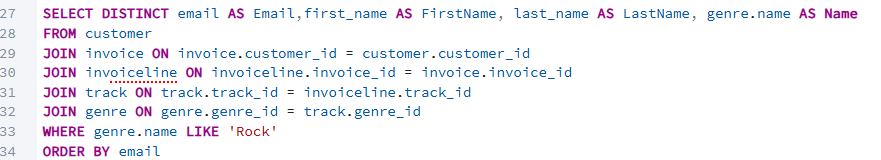 27 SELECT DISTINCT email AS Email,first_name AS FirstName, last_name AS LastName, genre.name AS Name
28 FROM customer
29 JOIN invoice ON invoice.customer_id = customer.customer_id
30 JOIN invoiceline ON invoiceline.invoice_id = invoice.invoice_id
31 JOIN track ON track.track_id = invoiceline.track_id
32 JOIN genre ON genre.genre_id = track.genre_id
33 WHERE genre.name LIKE 'Rock'
34 ORDER BY email